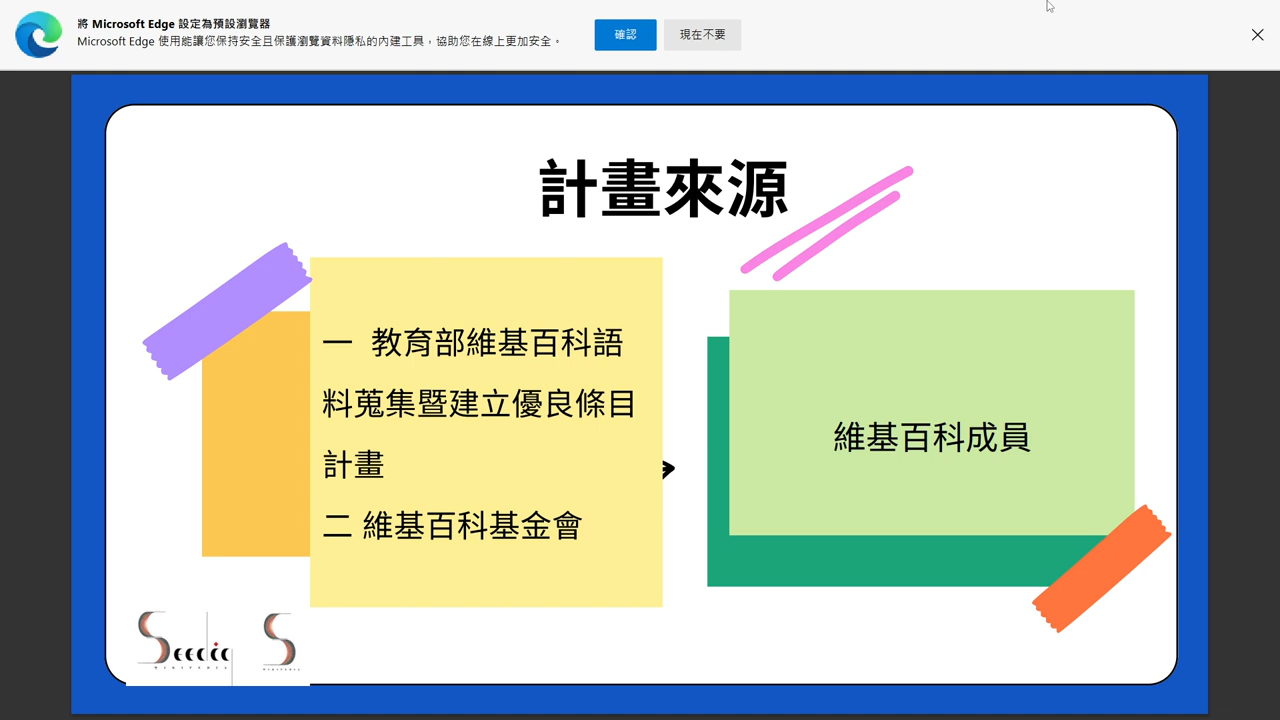 將 Microsoft Edge 設定為預設瀏覽器
Microsoft Edge 使用能讓您保持安全且保護瀏覽資料隱私的內建工具，協助您在線上更加安全。
確認
現在不要
計畫來源
一 教育部維基百科語
料蒐集暨建立優良條目
計畫
二 維基百科基金會
維基百科成員
Seedic
WIKIPEDIA
S
WIKIPEDIA